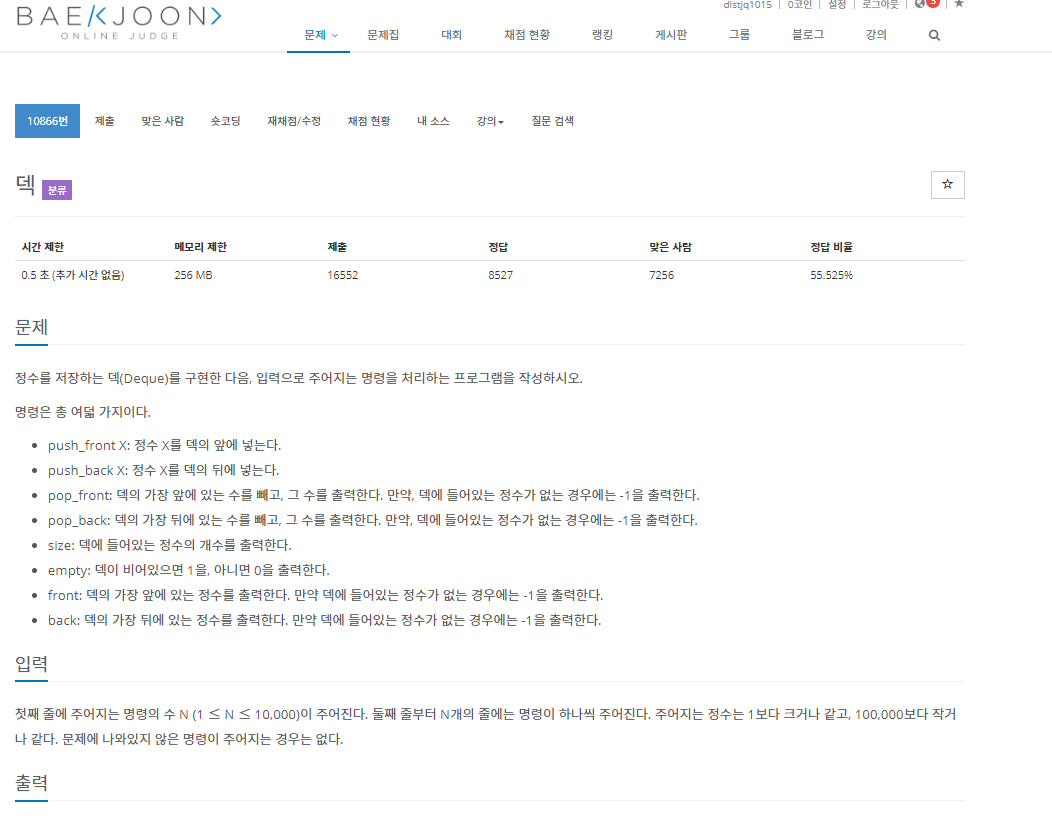 dlstjq1015 | 0코인 | 설정 | 로그아웃 | 3 | ★
BAEKJOON>
ONLINE JUDGE
문제 문제집 대회 채점 현황 랭킹 게시판 그룹 블로그 강의
10866번 제출 맞은 사람 숏코딩 재채점/수정 채점 현황 내 소스 강의 질문 검색
덱 분류 ☆
시간 제한 메모리 제한 제출 정답 맞은 사람 정답 비율
0.5 초 (추가 시간 없음) 256 MB 16552 8527 7256 55.525%
문제
정수를 저장하는 덱(Deque)를 구현한 다음, 입력으로 주어지는 명령을 처리하는 프로그램을 작성하시오.
명령은 총 여덟 가지이다.
• push_front X: 정수 X를 덱의 앞에 넣는다.
• push_back X: 정수 X를 덱의 뒤에 넣는다.
• pop_front: 덱의 가장 앞에 있는 수를 빼고, 그 수를 출력한다. 만약, 덱에 들어있는 정수가 없는 경우에는 -1을 출력한다.
• pop_back: 덱의 가장 뒤에 있는 수를 빼고, 그 수를 출력한다. 만약, 덱에 들어있는 정수가 없는 경우에는 -1을 출력한다.
• size: 덱에 들어있는 정수의 개수를 출력한다.
• empty: 덱이 비어있으면 1을, 아니면 0을 출력한다.
• front: 덱의 가장 앞에 있는 정수를 출력한다. 만약 덱에 들어있는 정수가 없는 경우에는 -1을 출력한다.
• back: 덱의 가장 뒤에 있는 정수를 출력한다. 만약 덱에 들어있는 정수가 없는 경우에는 -1을 출력한다.
입력
첫째 줄에 주어지는 명령의 수 N (1 ≤ N ≤ 10,000)이 주어진다. 둘째 줄부터 N개의 줄에는 명령이 하나씩 주어진다. 주어지는 정수는 1보다 크거나 같고, 100,000보다 작거
나 같다. 문제에 나와있지 않은 명령이 주어지는 경우는 없다.
출력